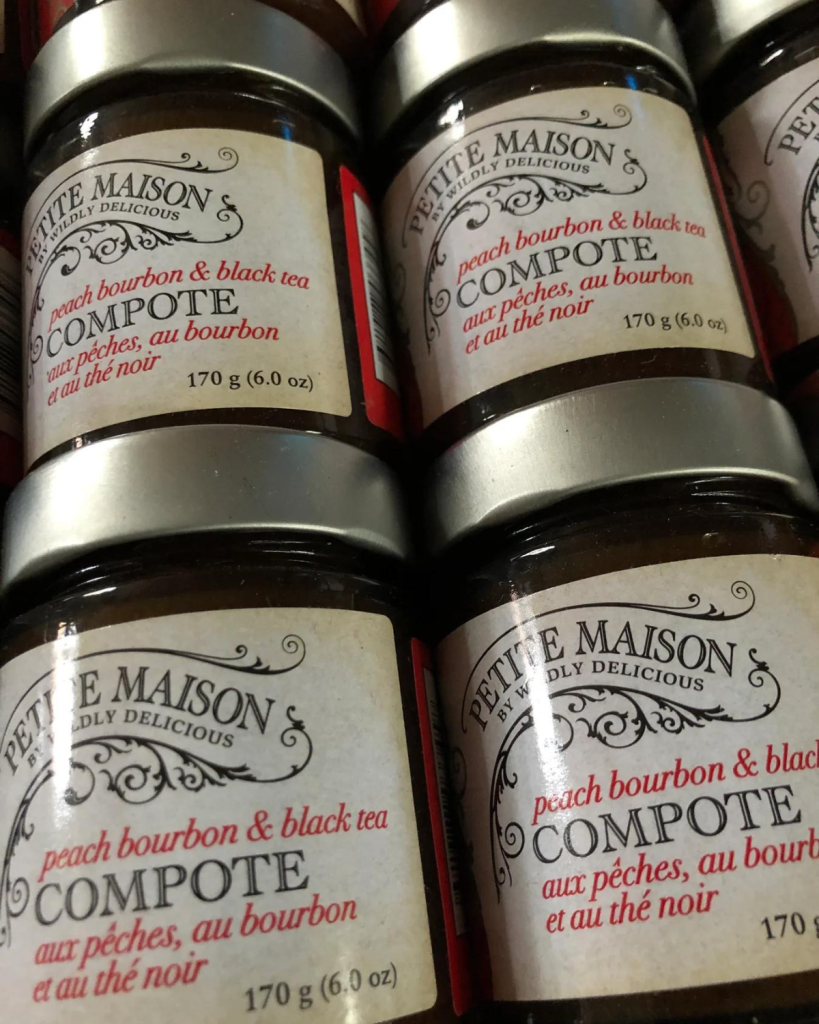 PETITE MAISON
BY WILDLY DELICIOUS
peach bourbon & black tea
COMPOTE
aux pêches, au bourbon
et au thé noir
170 g (6.0 oz)
PETITE MAISON
BY WILDLY DELICIOUS
peach bourbon & black tea
COMPOTE
aux pêches, au bourbon
et au thé noir
170 g (6.0 oz)
PET
PETITE MAISON
BY WILDLY DELICIOUS
peach bourbon & black tea
COMPOTE
aux pêches, au bourbon
et au thé noir
170 g (6.0 oz)
PETITE MAISON
BY WILDLY DELICIOUS
peach bourbon & black
COMPOTE
aux pêches, au bourb
et au thé noir
170 g